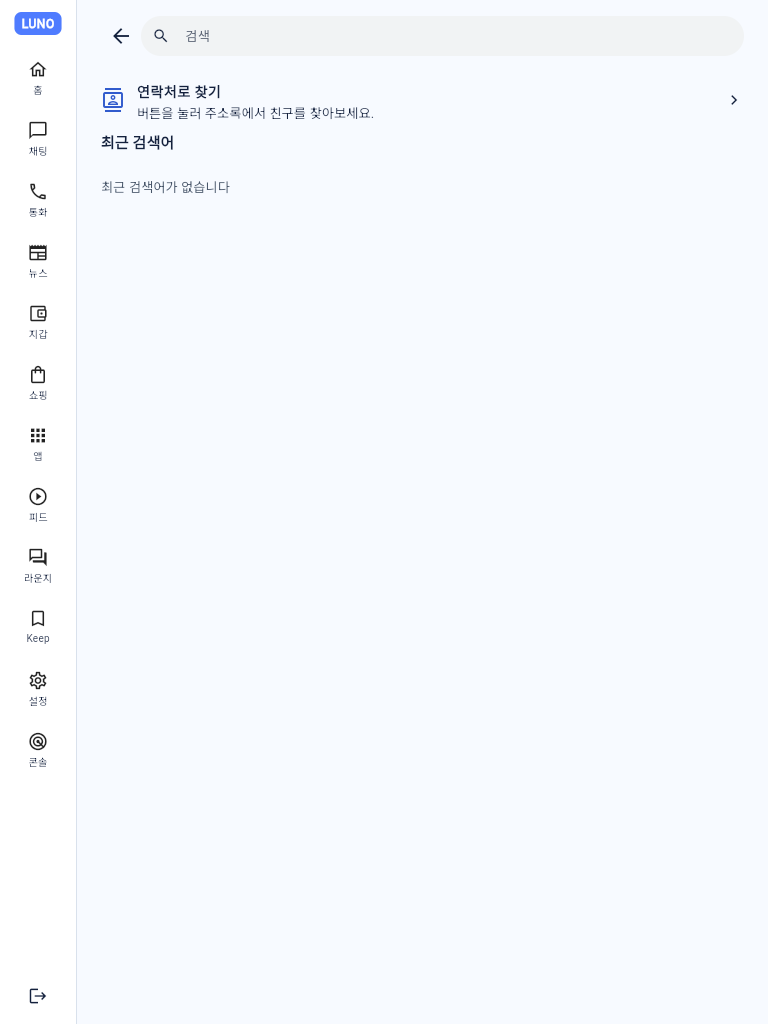 LUNO
홈
채팅
통화
뉴스
지갑
쇼핑
앱
피드
라운지
Keep
설정
콘솔
검색
연락처로 찾기
버튼을 눌러 주소록에서 친구를 찾아보세요.
최근 검색어
최근 검색어가 없습니다